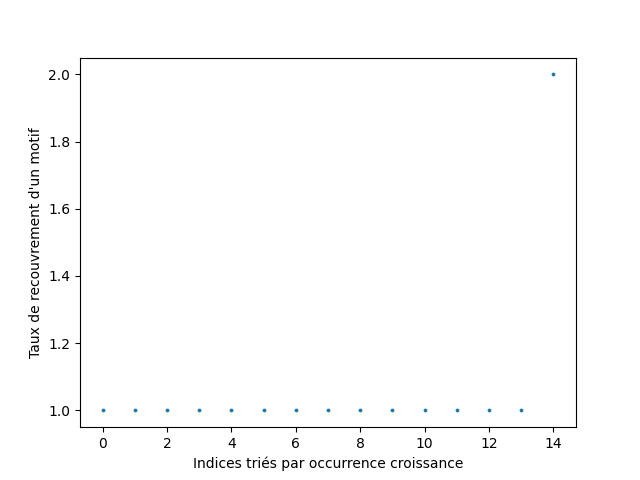 2.0
1.8
1.6
1.4
1.2
1.0
Taux de recouvrement d'un motif
0 2 4 6 8 10 12 14
Indices triés par occurrence croissance